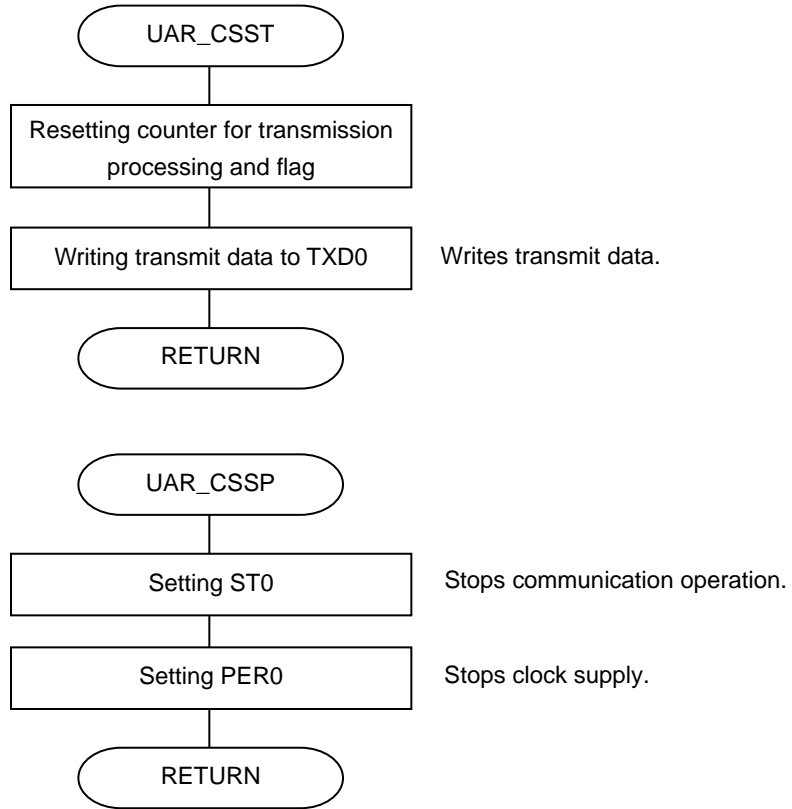 UAR_CSST
Resetting counter for transmission
processing and flag
Writing transmit data to TXD0
Writes transmit data.
RETURN
UAR_CSSP
Setting ST0
Stops communication operation.
Setting PER0
Stops clock supply.
RETURN